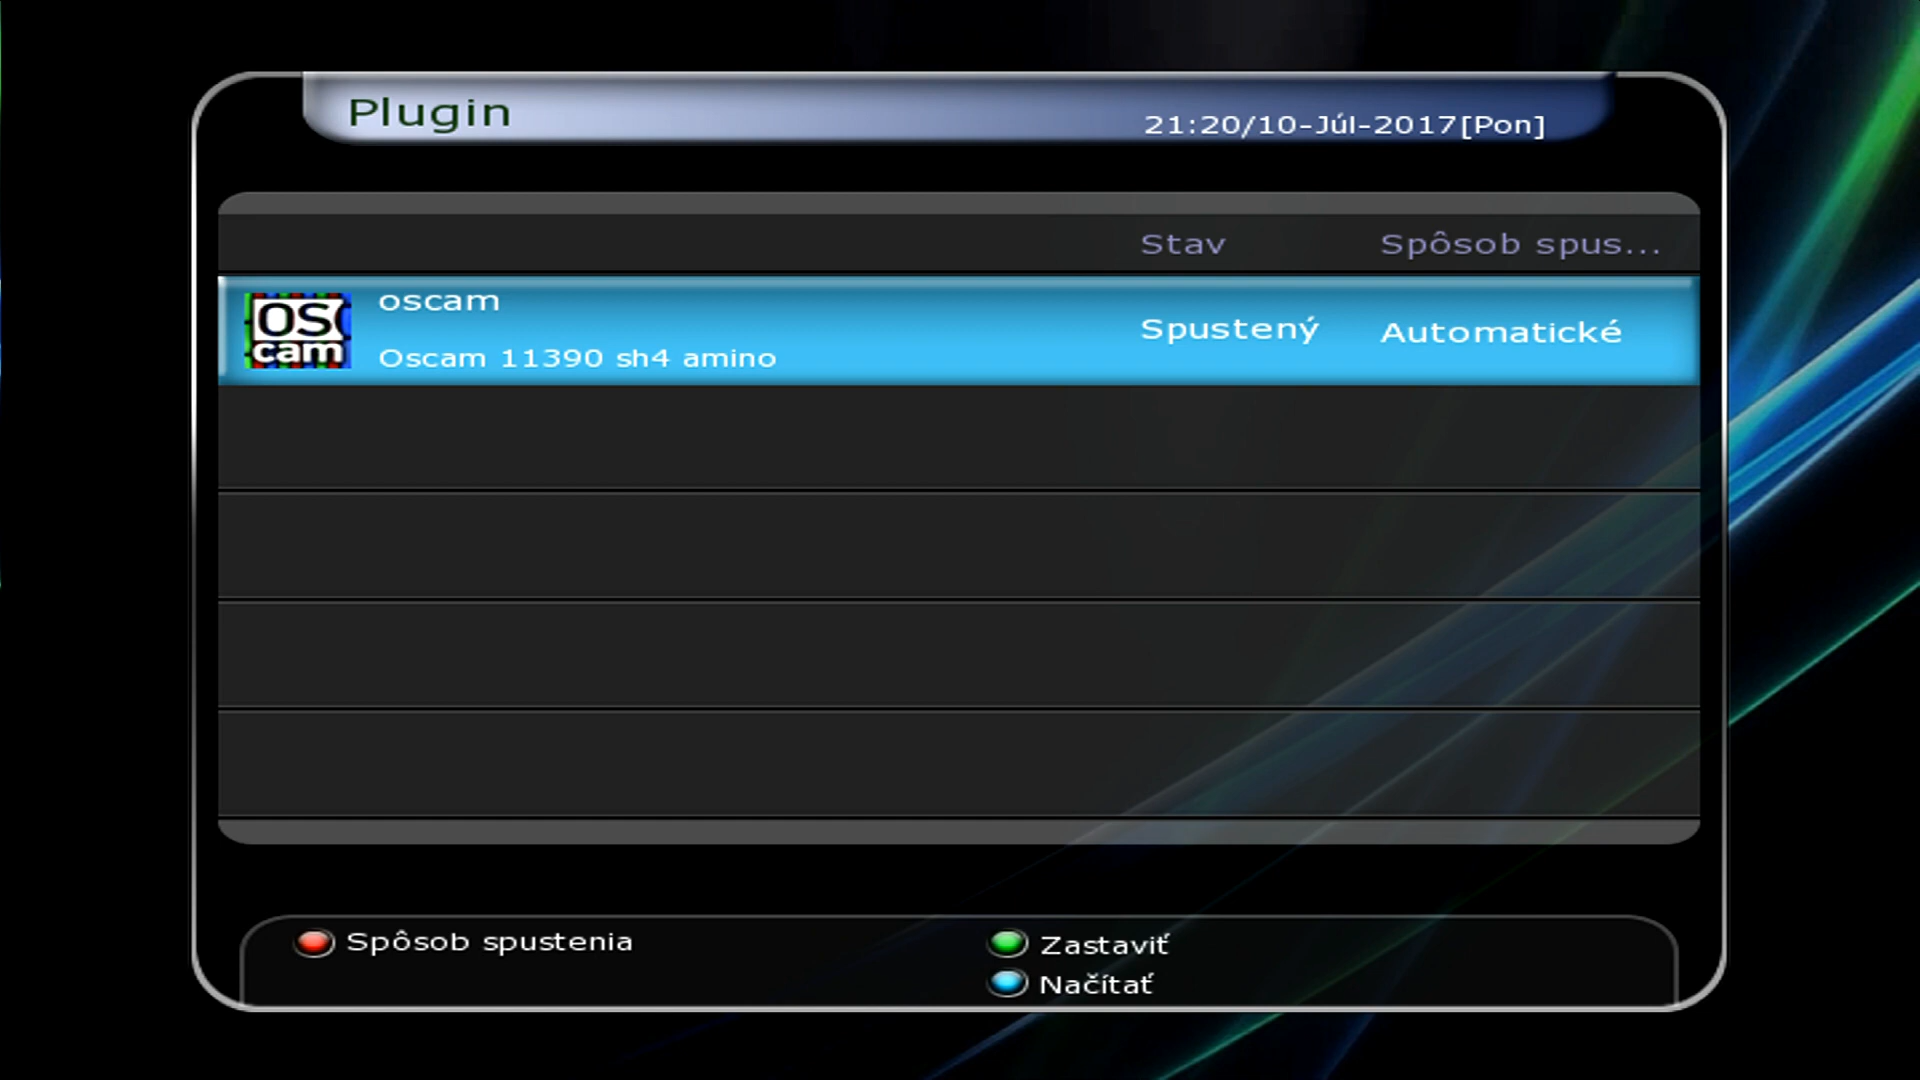 Plugin
21:20/10-Júl-2017[Pon]
Stav Spôsob spus...
OS
cam
oscam
Oscam 11390 sh4 amino
Spustený Automatické
Spôsob spustenia
Zastaviť
Načítať